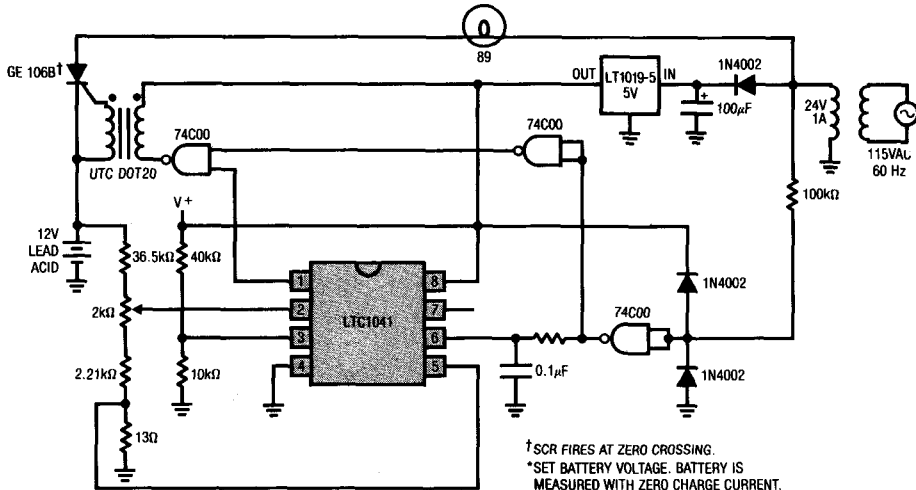 89
GE 106B†
OUT
LT1019-5
5V
IN
1N4002
+
100µF
24V
1A
115VAC
60 Hz
74C00
74C00
UTC DOT20
100kΩ
V+
12V
LEAD
ACID
36.5kΩ
40kΩ
1
8
1N4002
2kΩ
2
LTC1041
7
74C00
3
6
2.21kΩ
10kΩ
4
5
0.1µF
1N4002
13Ω
†SCR FIRES AT ZERO CROSSING.
*SET BATTERY VOLTAGE. BATTERY IS
MEASURED WITH ZERO CHARGE CURRENT.